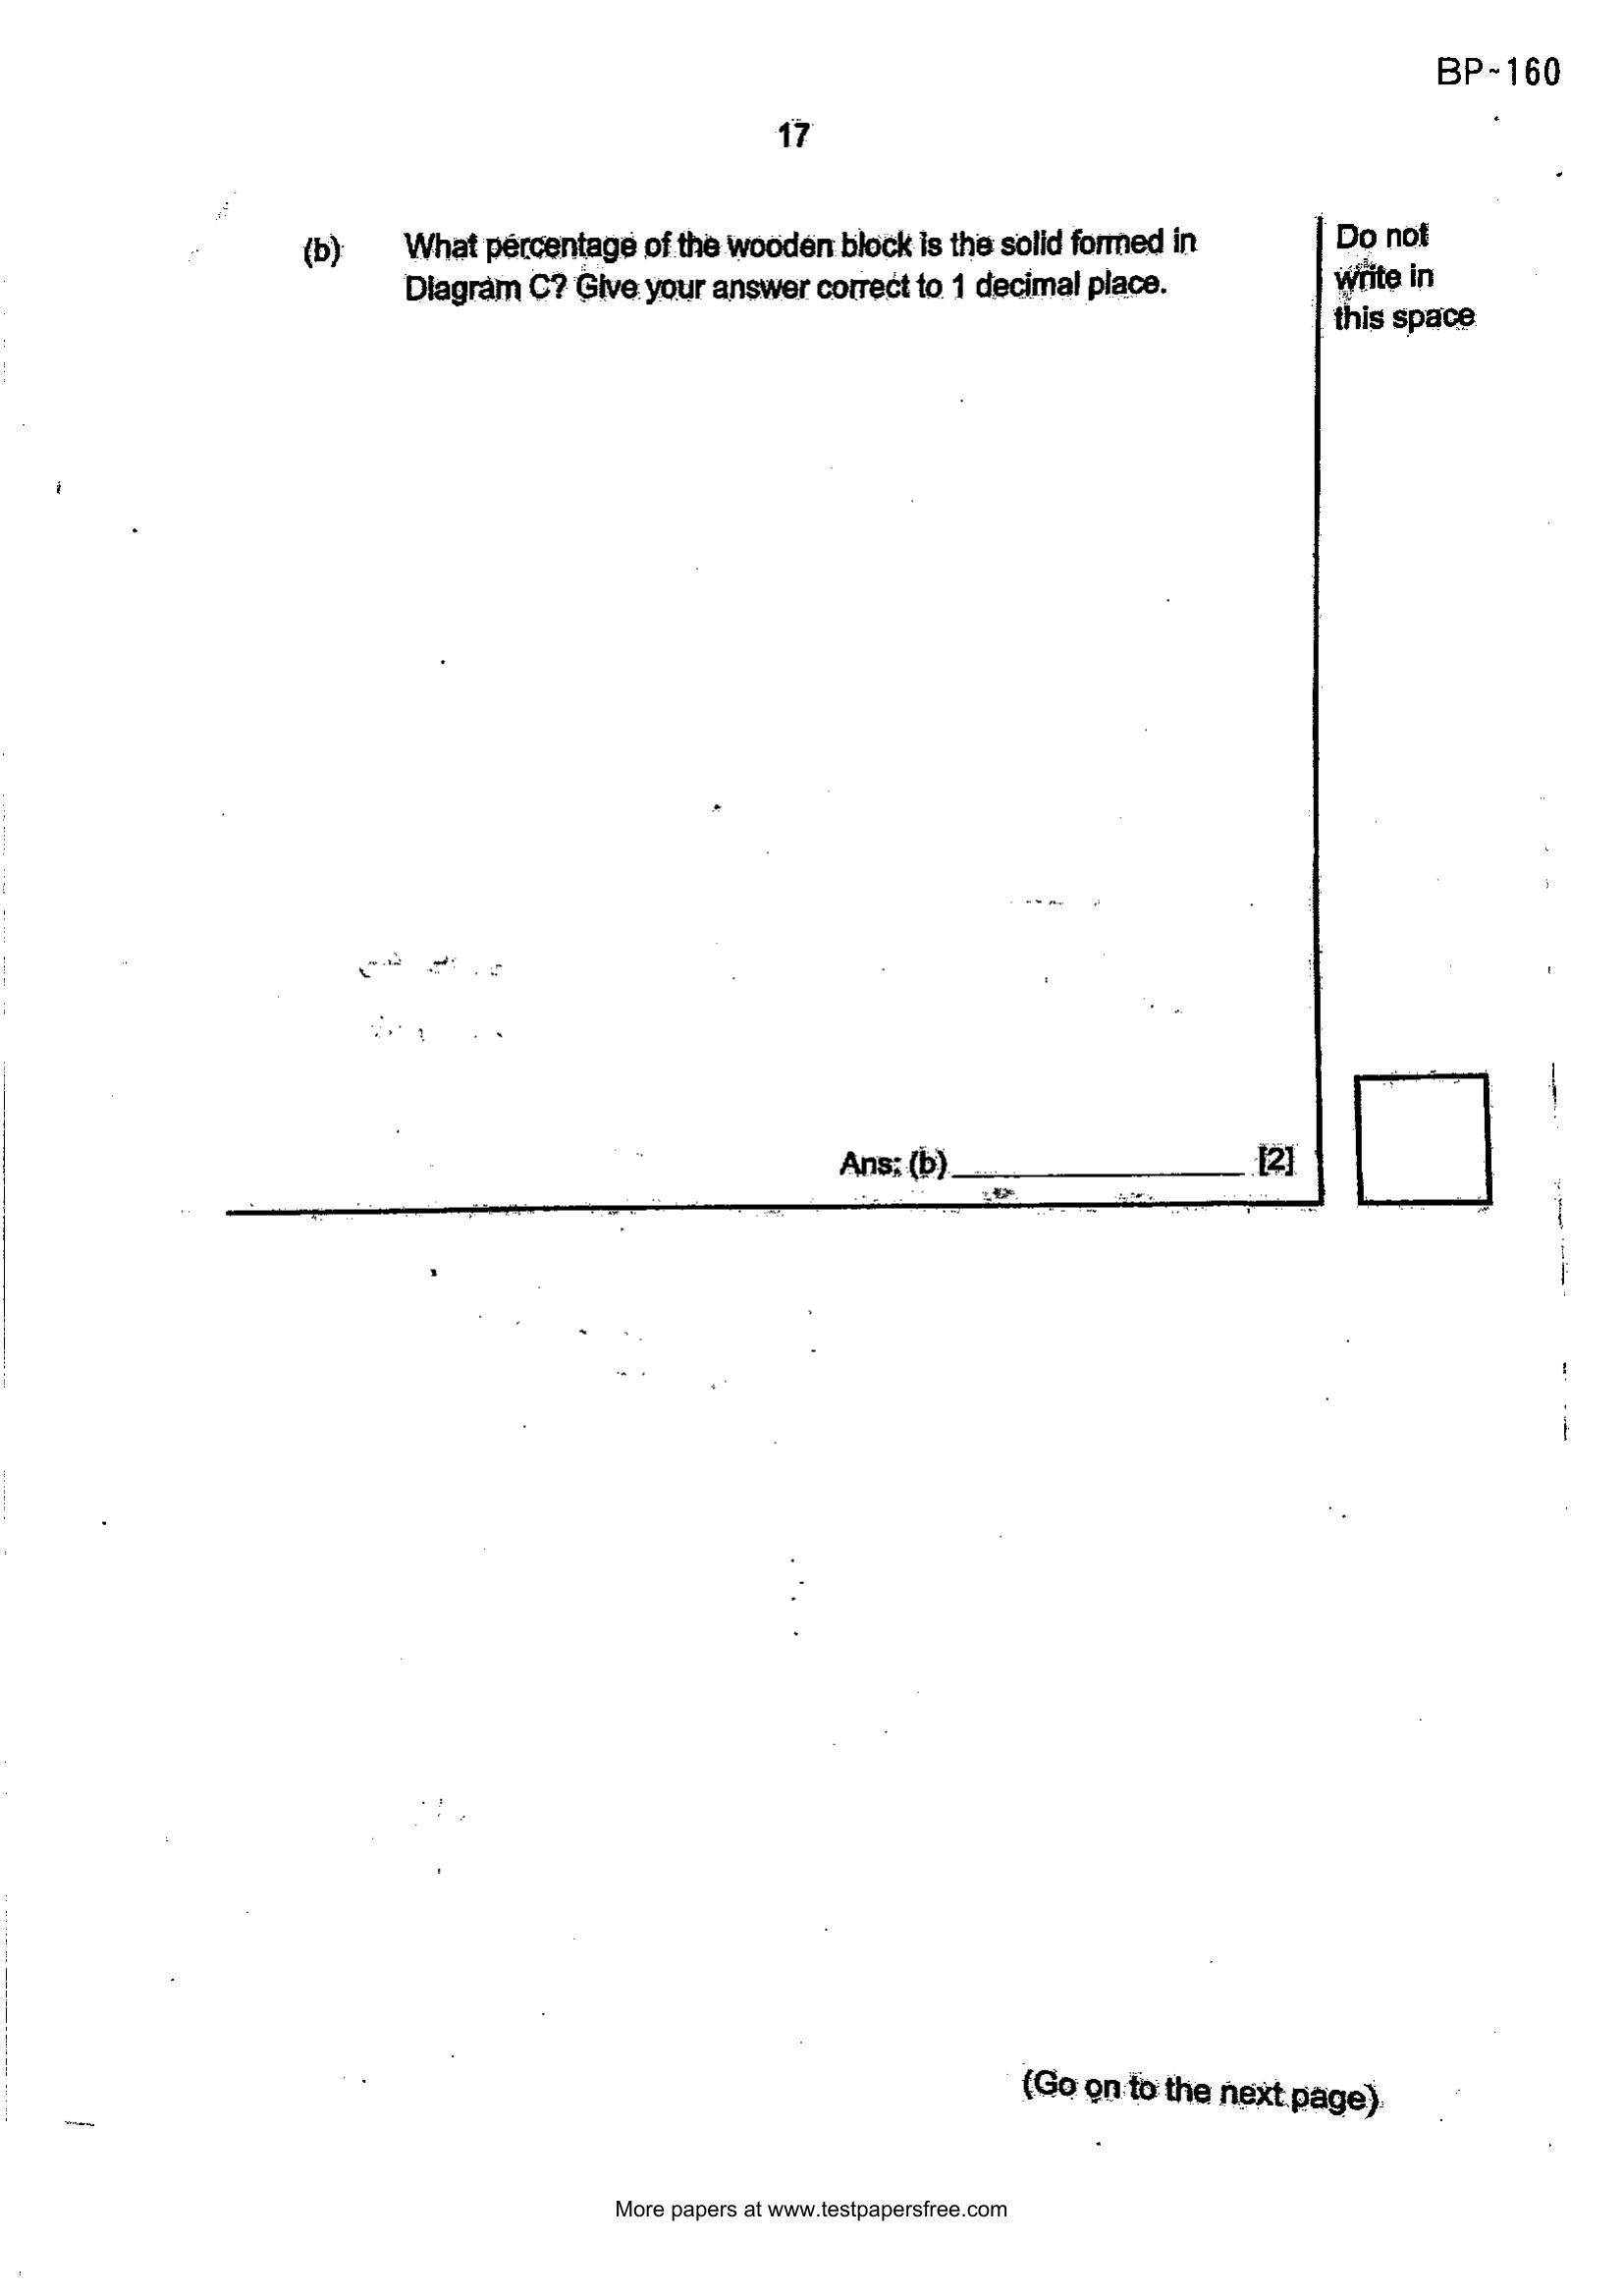 BP-160
17
(b) What percentage of the wooden block is the solid formed in
Diagram C? Give your answer correct to 1 decimal place.
Do not
write in
this space
Ans: (b) [2]
(Go on to the next page)
More papers at www.testpapersfree.com